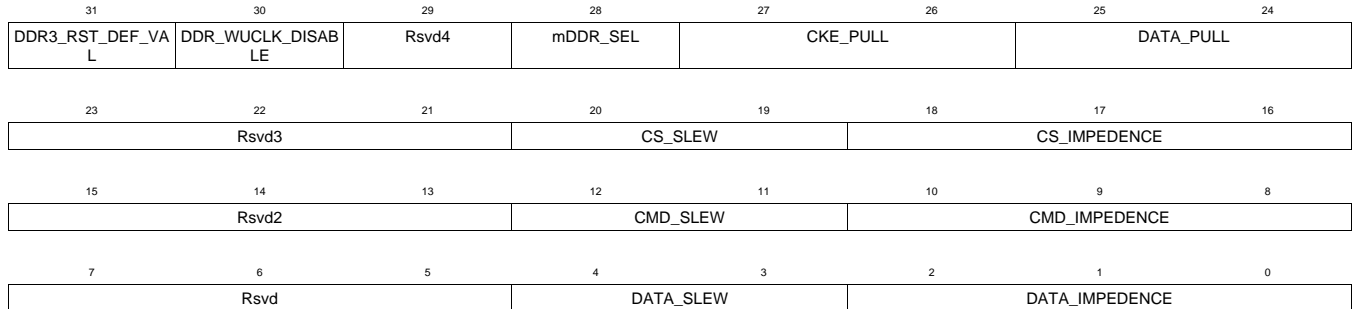 31 30 29 28 27 26 25 24
DDR3_RST_DEF_VA DDR_WUCLK_DISAB Rsvd4 mDDR_SEL CKE_PULL DATA_PULL
L LE
23 22 21 20 19 18 17 16
Rsvd3 CS_SLEW CS_IMPEDENCE
15 14 13 12 11 10 9 8
Rsvd2 CMD_SLEW CMD_IMPEDENCE
7 6 5 4 3 2 1 0
Rsvd DATA_SLEW DATA_IMPEDENCE